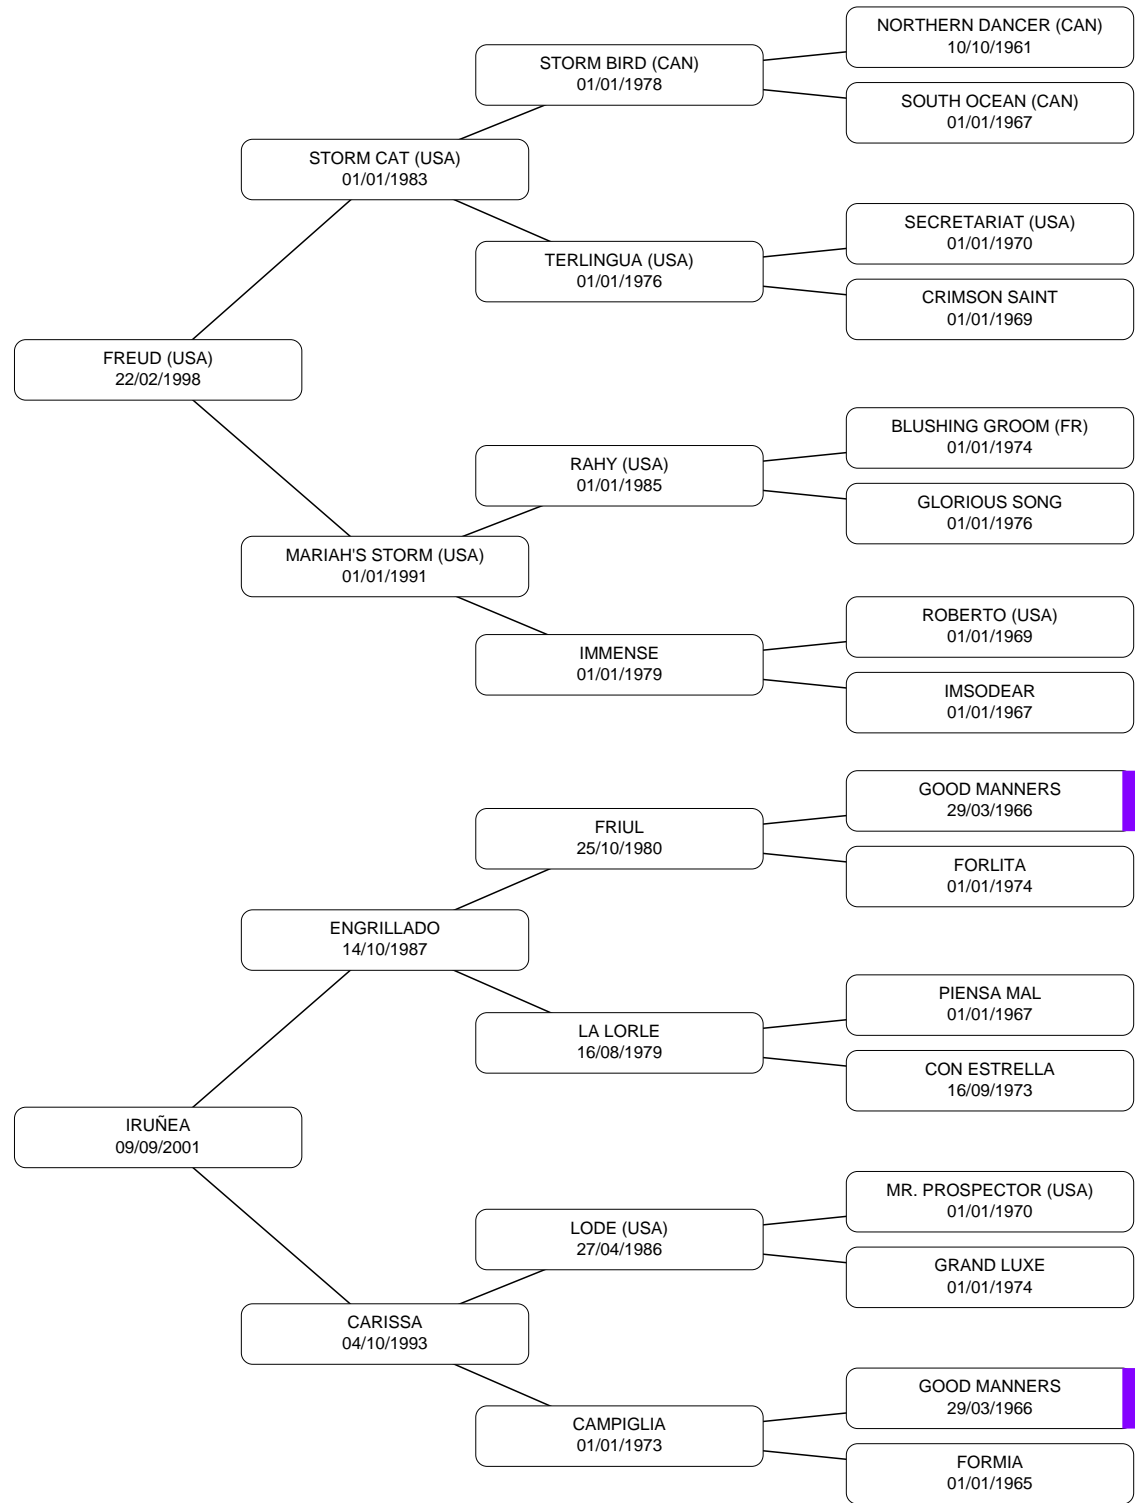 NORTHERN DANCER (CAN)
10/10/1961
STORM BIRD (CAN)
01/01/1978
SOUTH OCEAN (CAN)
01/01/1967
STORM CAT (USA)
01/01/1983
SECRETARIAT (USA)
01/01/1970
TERLINGUA (USA)
01/01/1976
CRIMSON SAINT
01/01/1969
FREUD (USA)
22/02/1998
BLUSHING GROOM (FR)
01/01/1974
RAHY (USA)
01/01/1985
GLORIOUS SONG
01/01/1976
MARIAH'S STORM (USA)
01/01/1991
ROBERTO (USA)
01/01/1969
IMMENSE
01/01/1979
IMSODEAR
01/01/1967
GOOD MANNERS
29/03/1966
FRIUL
25/10/1980
FORLITA
01/01/1974
ENGRILLADO
14/10/1987
PIENSA MAL
01/01/1967
LA LORLE
16/08/1979
CON ESTRELLA
16/09/1973
IRUÑEA
09/09/2001
MR. PROSPECTOR (USA)
01/01/1970
LODE (USA)
27/04/1986
GRAND LUXE
01/01/1974
CARISSA
04/10/1993
GOOD MANNERS
29/03/1966
CAMPIGLIA
01/01/1973
FORMIA
01/01/1965